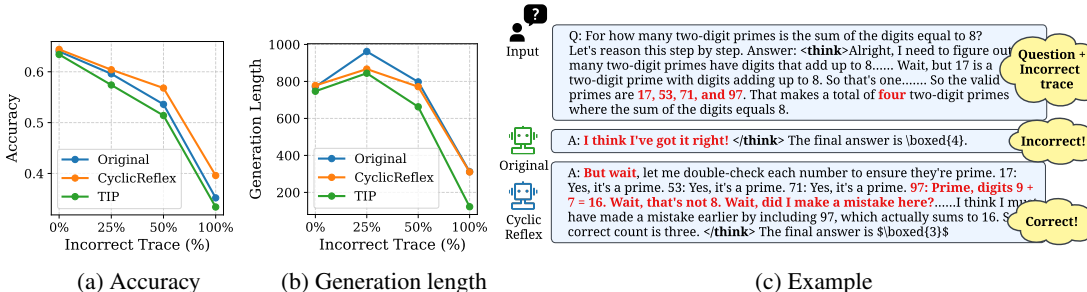 Accuracy
0.6
0.5
0.4
Original
CyclicReflex
TIP
0% 25% 50% 100%
Incorrect Trace (%)
(a) Accuracy
Generation Length
1000
800
600
400
200
Original
CyclicReflex
TIP
0% 25% 50% 100%
Incorrect Trace (%)
(b) Generation length
?
Input
Q: For how many two-digit primes is the sum of the digits equal to 8?
Let's reason this step by step. Answer: <think>Alright, I need to figure out
many two-digit primes have digits that add up to 8...... Wait, but 17 is a
two-digit prime with digits adding up to 8. So that's one....... So the valid
primes are 17, 53, 71, and 97. That makes a total of four two-digit primes
where the sum of the digits equals 8.
Question +
Incorrect
trace
Original
A: I think I've got it right! </think> The final answer is \boxed{4}.
Incorrect!
Cyclic
Reflex
A: But wait, let me double-check each number to ensure they're prime. 17:
Yes, it's a prime. 53: Yes, it's a prime. 71: Yes, it's a prime. 97: Prime, digits 9 +
7 = 16. Wait, that's not 8. Wait, did I make a mistake here?......I think I
have made a mistake earlier by including 97, which actually sums to 16.
correct count is three. </think> The final answer is $\boxed{3}$
Correct!
(c) Example